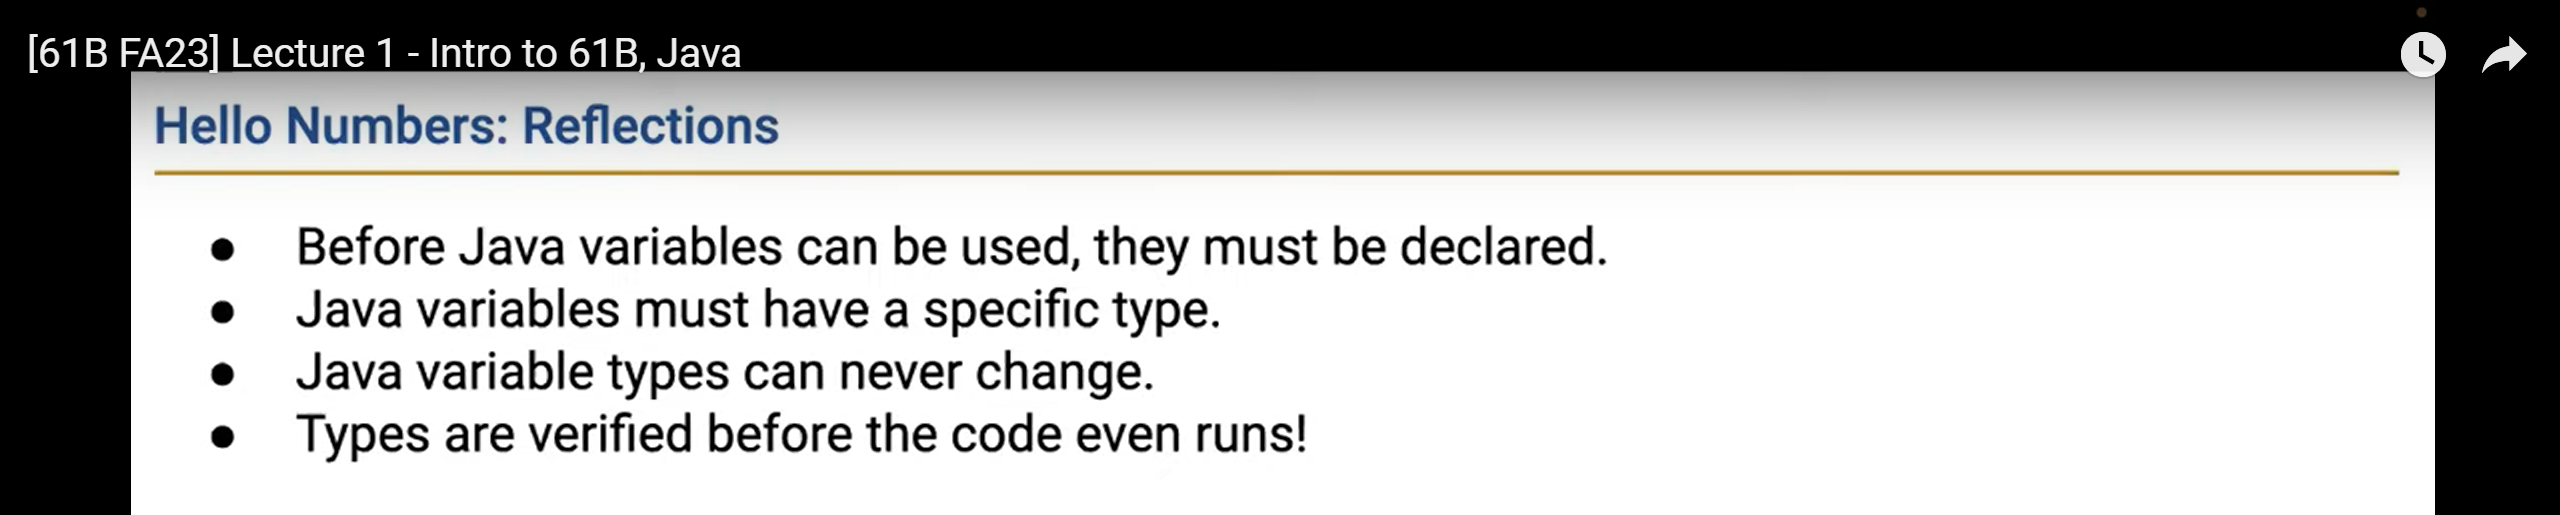 [61B FA23] Lecture 1 - Intro to 61B, Java
Hello Numbers: Reflections
● Before Java variables can be used, they must be declared.
● Java variables must have a specific type.
● Java variable types can never change.
● Types are verified before the code even runs!